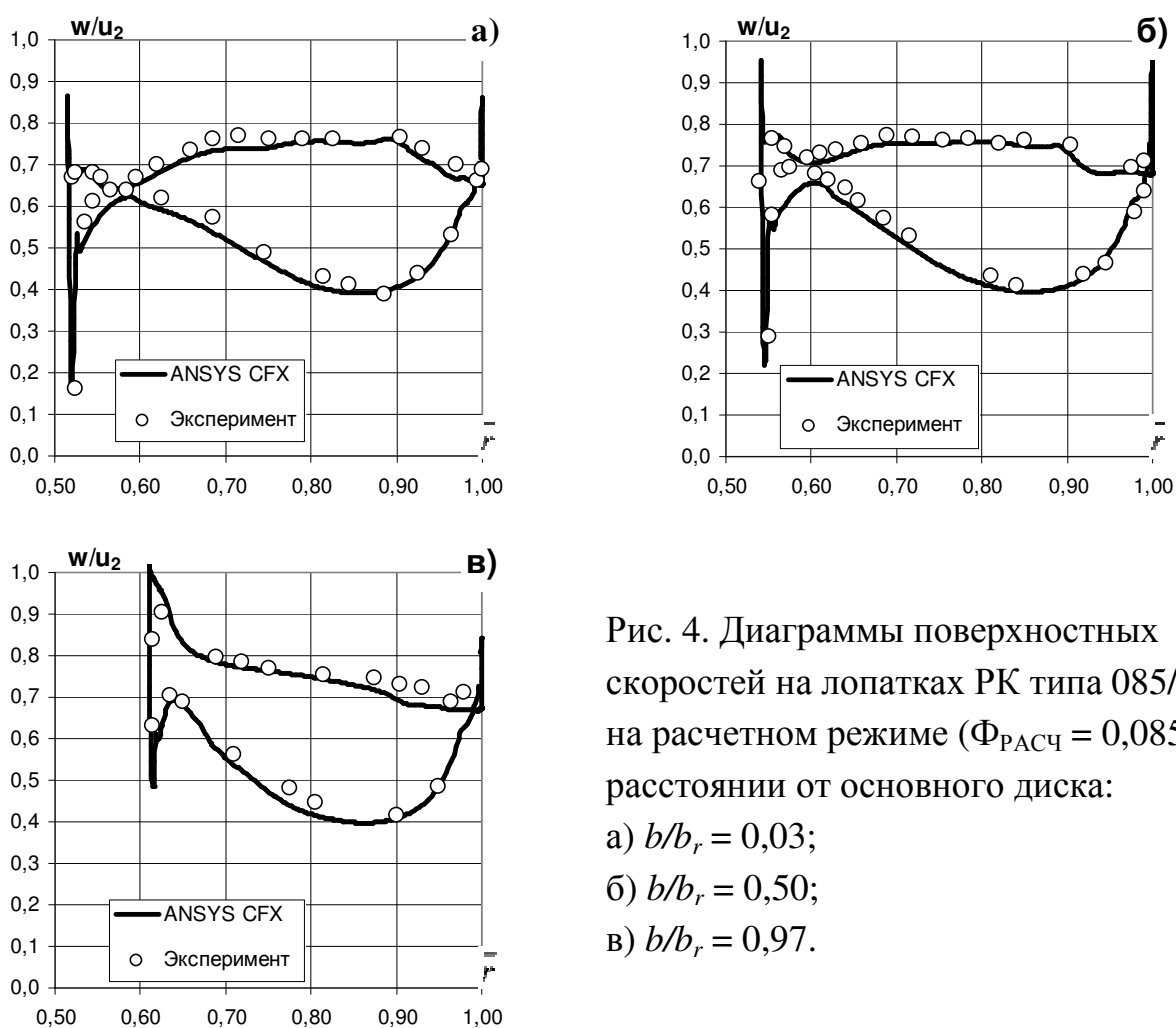 w/u₂
а)
1,0
0,9
0,8
0,7
0,6
0,5
0,4
0,3
0,2
0,1
0,0
ANSYS CFX
Эксперимент
r̅
0,50 0,60 0,70 0,80 0,90 1,00
w/u₂
б)
1,0
0,9
0,8
0,7
0,6
0,5
0,4
0,3
0,2
0,1
0,0
ANSYS CFX
Эксперимент
r̅
0,50 0,60 0,70 0,80 0,90 1,00
w/u₂
в)
1,0
0,9
0,8
0,7
0,6
0,5
0,4
0,3
0,2
0,1
0,0
ANSYS CFX
Эксперимент
r̅
0,50 0,60 0,70 0,80 0,90 1,00
Рис. 4. Диаграммы поверхностных
скоростей на лопатках РК типа 085/
на расчетном режиме (Ф_РАСЧ = 0,085
расстоянии от основного диска:
а) b/bᵣ = 0,03;
б) b/bᵣ = 0,50;
в) b/bᵣ = 0,97.